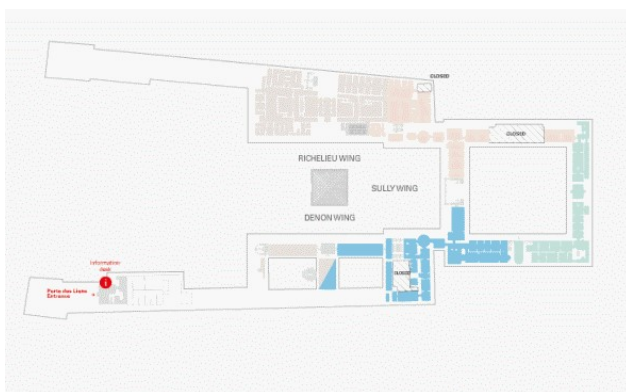 CLOSED
CLOSED
RICHELIEU WING
SULLY WING
DENON WING
Information
desk
i
Porte des Lions
Entrance
CLOSED